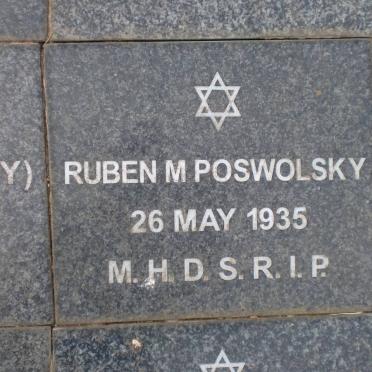 Y) RUBEN M POSWOLSKY
26 MAY 1935
M. H. D. S. R. I. P.